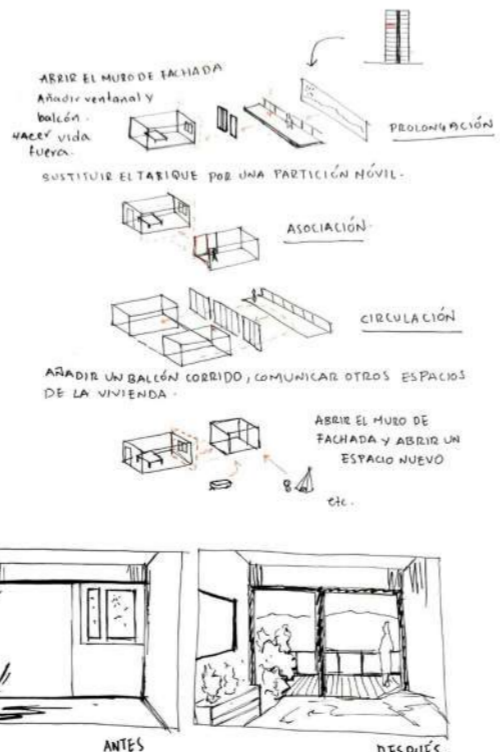 ABRIR EL MURO DE FACHADA
Añadir ventanal y
balcón.
HACER vida
fuera.
PROLONGACIÓN
SUSTITUIR EL TABIQUE POR UNA PARTICIÓN MÓVIL.
ASOCIACIÓN.
CIRCULACIÓN
AÑADIR UN BALCÓN CORRIDO, COMUNICAR OTROS ESPACIOS
DE LA VIVIENDA.
ABRIR EL MURO DE
FACHADA Y ABRIR UN
ESPACIO NUEVO
etc.
ANTES
DESPUÉS